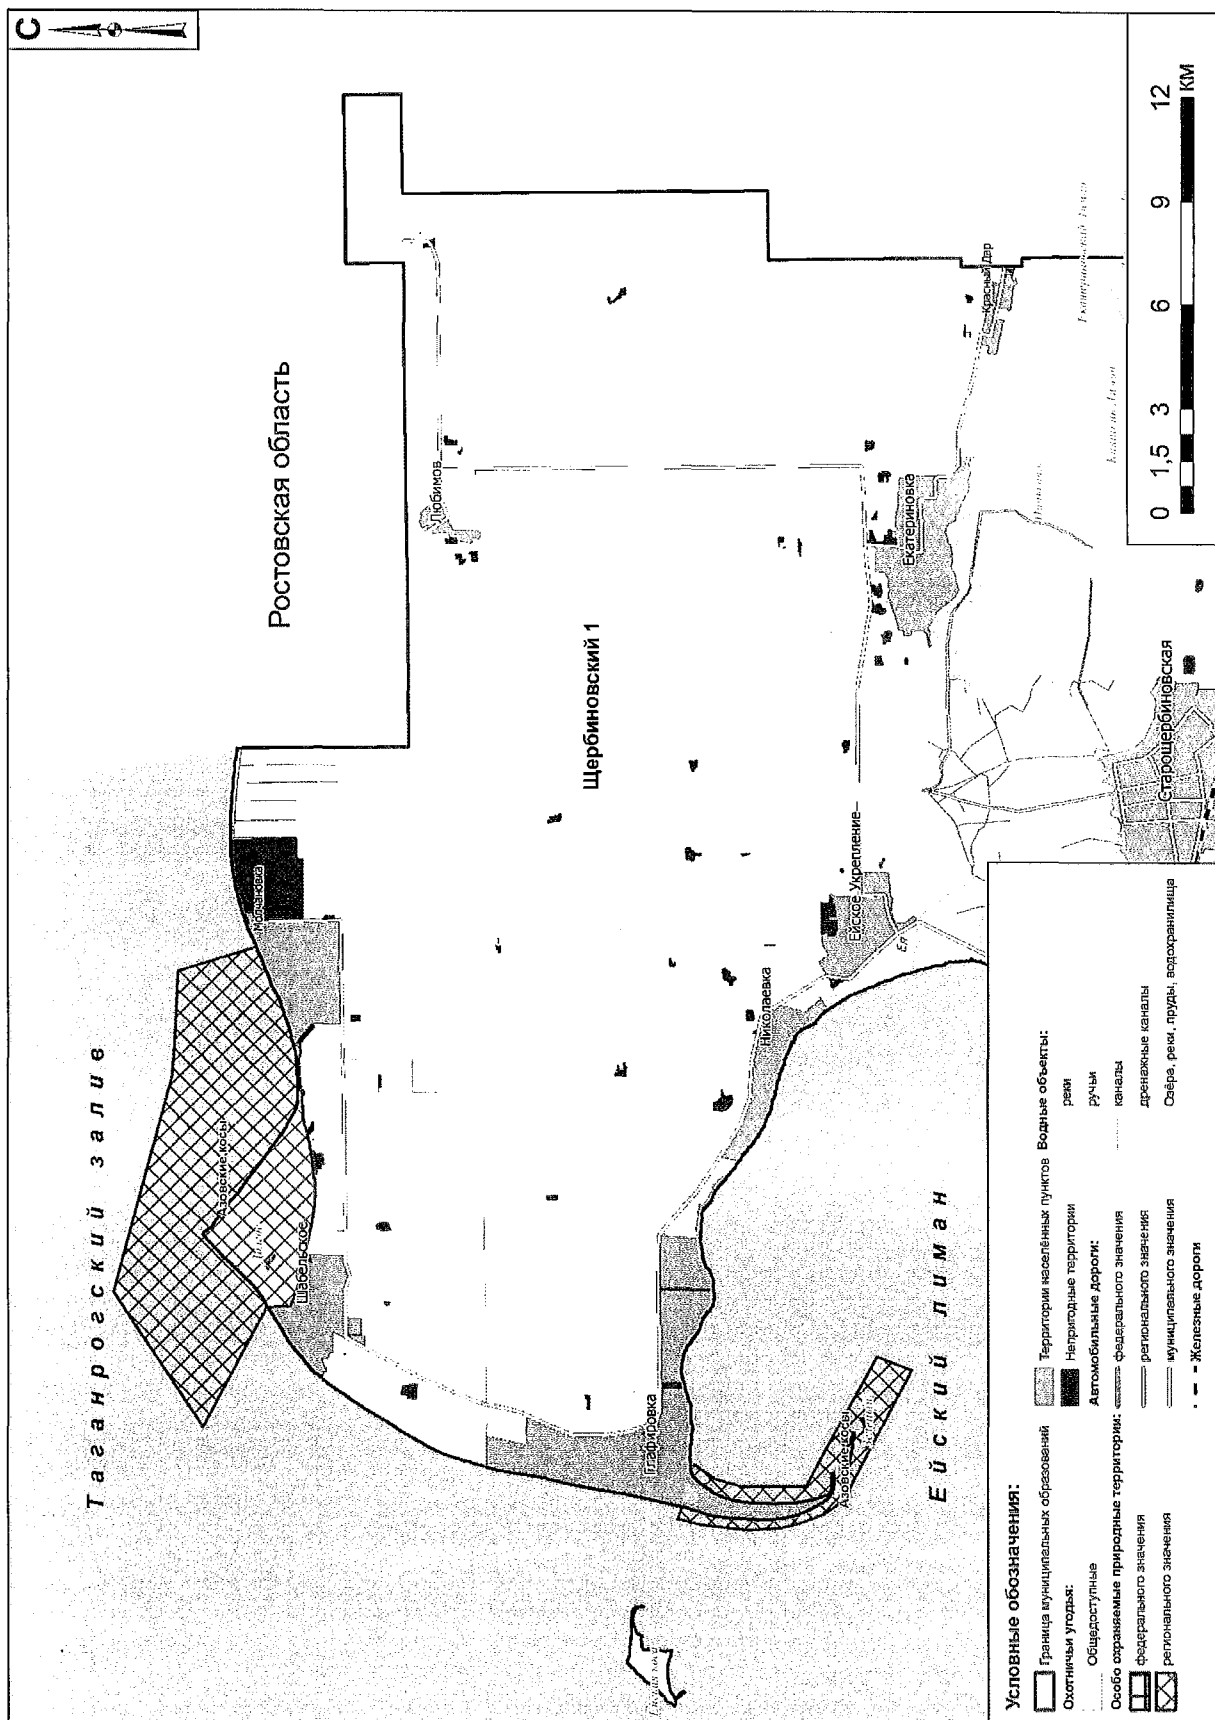 С
Таганрогский залив
Ростовская область
Молчановка
Азовские косы
Шабельское
Любимов
Щербиновский 1
Глафировка
Николаевка
Ейское Укрепление
Ея
Екатериновка
Красный Дар
Азовские косы
Ейский лиман
Старощербиновская
Условные обозначения:
Граница муниципальных образований
Охотничьи угодья:
Общедоступные
Особо охраняемые природные территории:
федерального значения
регионального значения
Территории населённых пунктов
Непригодные территории
Автомобильные дороги:
федерального значения
регионального значения
муниципального значения
Железные дороги
Водные объекты:
реки
ручьи
каналы
дренажные каналы
Озёра, реки, пруды, водохранилища
0 1,5 3 6 9 12
КМ